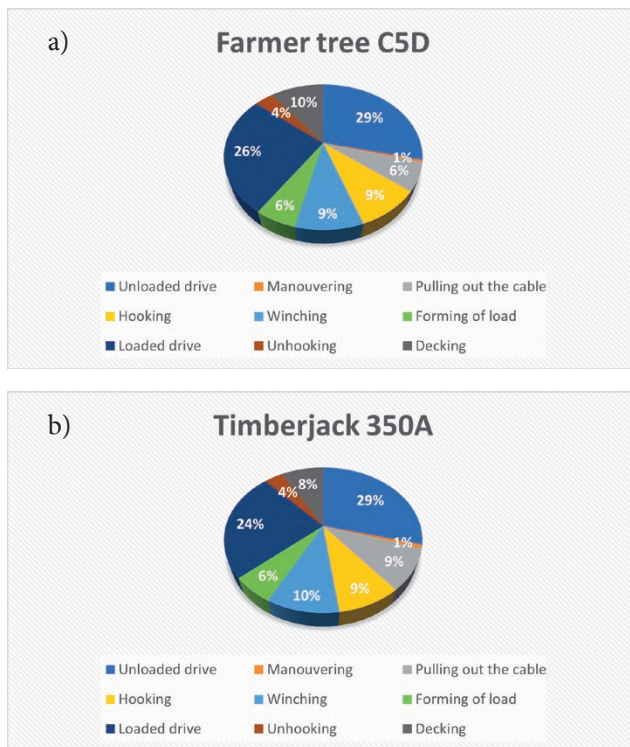 a)
Farmer tree C5D
10%
29%
4%
1%
6%
26%
9%
6%
9%
Unloaded drive Manouvering Pulling out the cable
Hooking Winching Forming of load
Loaded drive Unhooking Decking
b)
Timberjack 350A
8%
29%
4%
1%
24%
9%
6%
9%
10%
Unloaded drive Manouvering Pulling out the cable
Hooking Winching Forming of load
Loaded drive Unhooking Decking